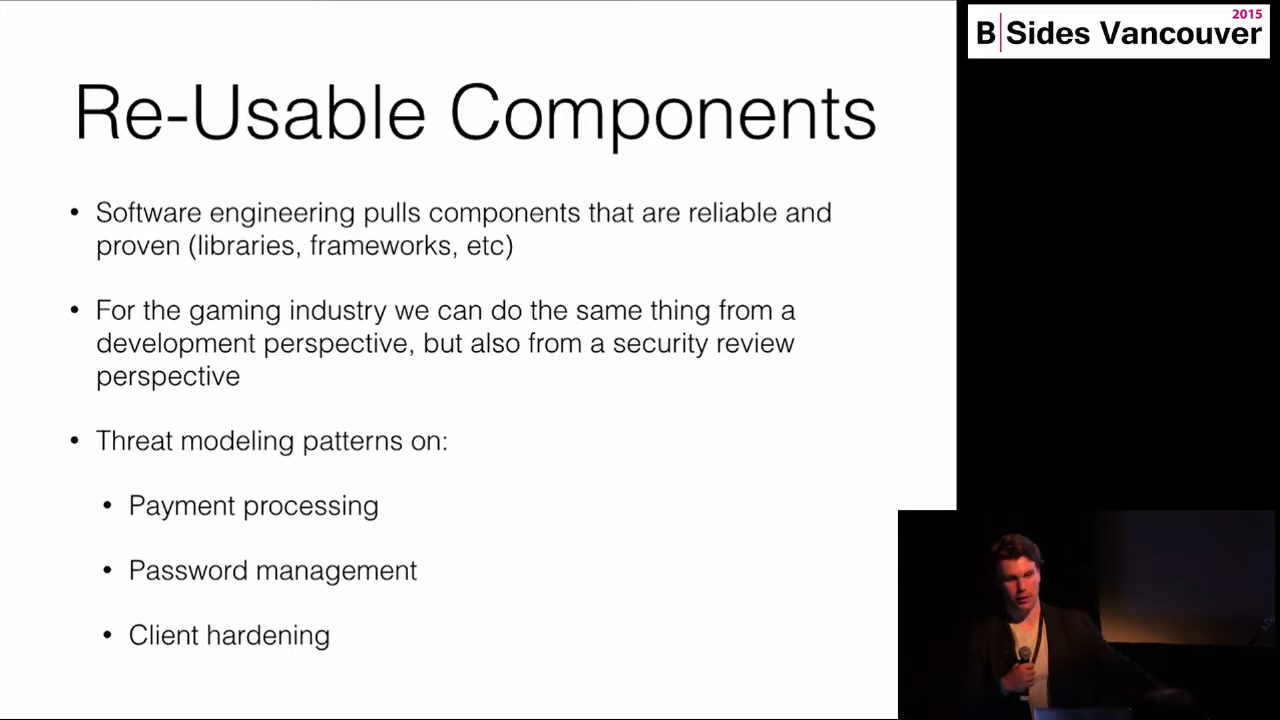 2015
B Sides Vancouver
Re-Usable Components
• Software engineering pulls components that are reliable and
proven (libraries, frameworks, etc)
• For the gaming industry we can do the same thing from a
development perspective, but also from a security review
perspective
• Threat modeling patterns on:
• Payment processing
• Password management
• Client hardening